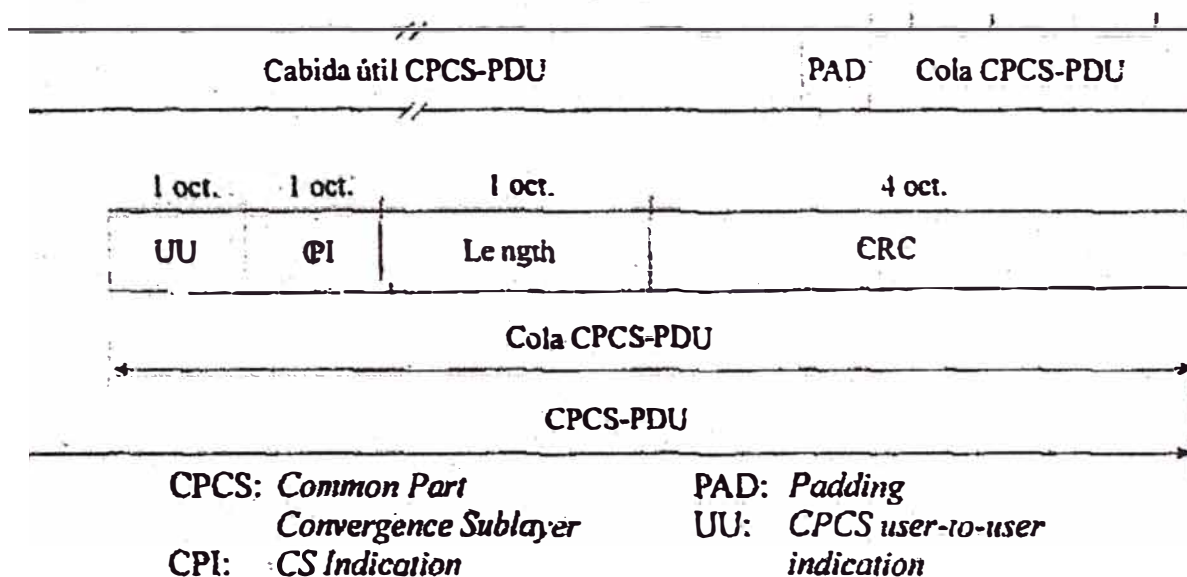 Cabida útil CPCS-PDU PAD Cola CPCS-PDU
1 oct. 1 oct. 1 oct. 4 oct.
UU CPI Length CRC
Cola CPCS-PDU
CPCS-PDU
CPCS: Common Part PAD: Padding
Convergence Sublayer UU: CPCS user-to-user
CPI: CS Indication indication